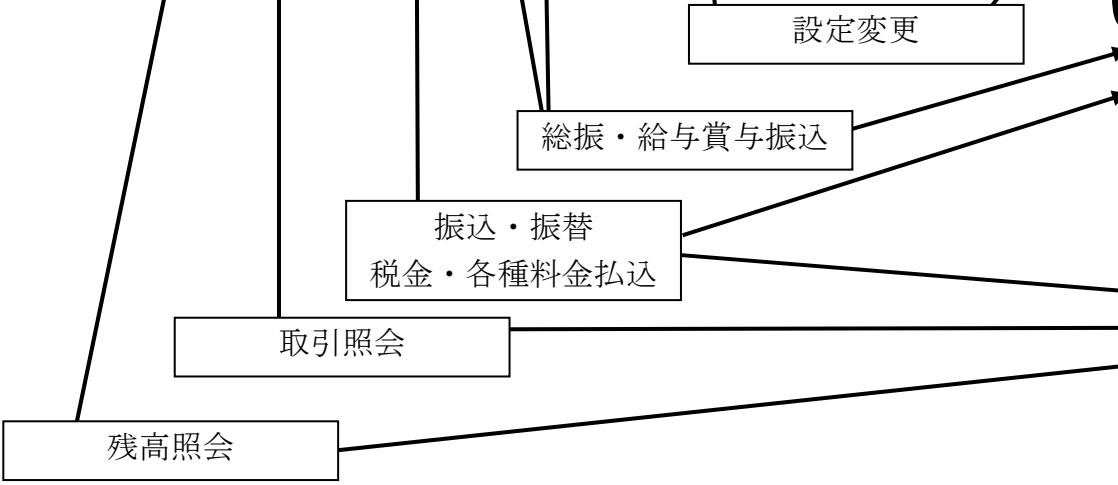 設定変更
総振・給与賞与振込
振込・振替
税金・各種料金払込
取引照会
残高照会